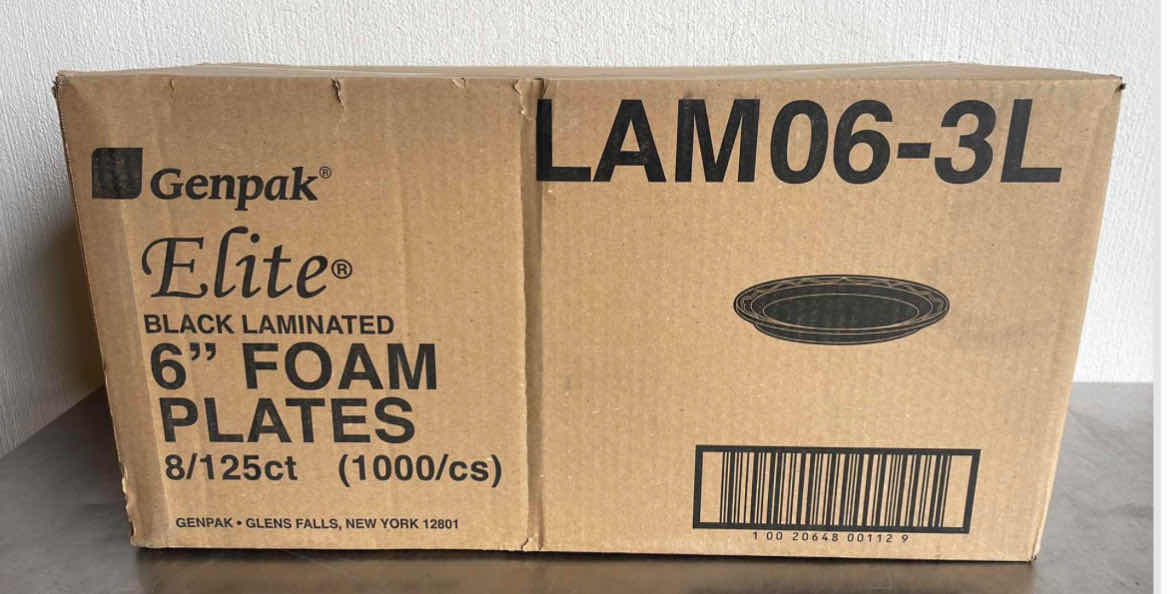 Genpak®
Elite®
BLACK LAMINATED
6” FOAM
PLATES
8/125ct (1000/cs)
GENPAK • GLENS FALLS, NEW YORK 12801
LAM06-3L
1 00 20648 00112 9